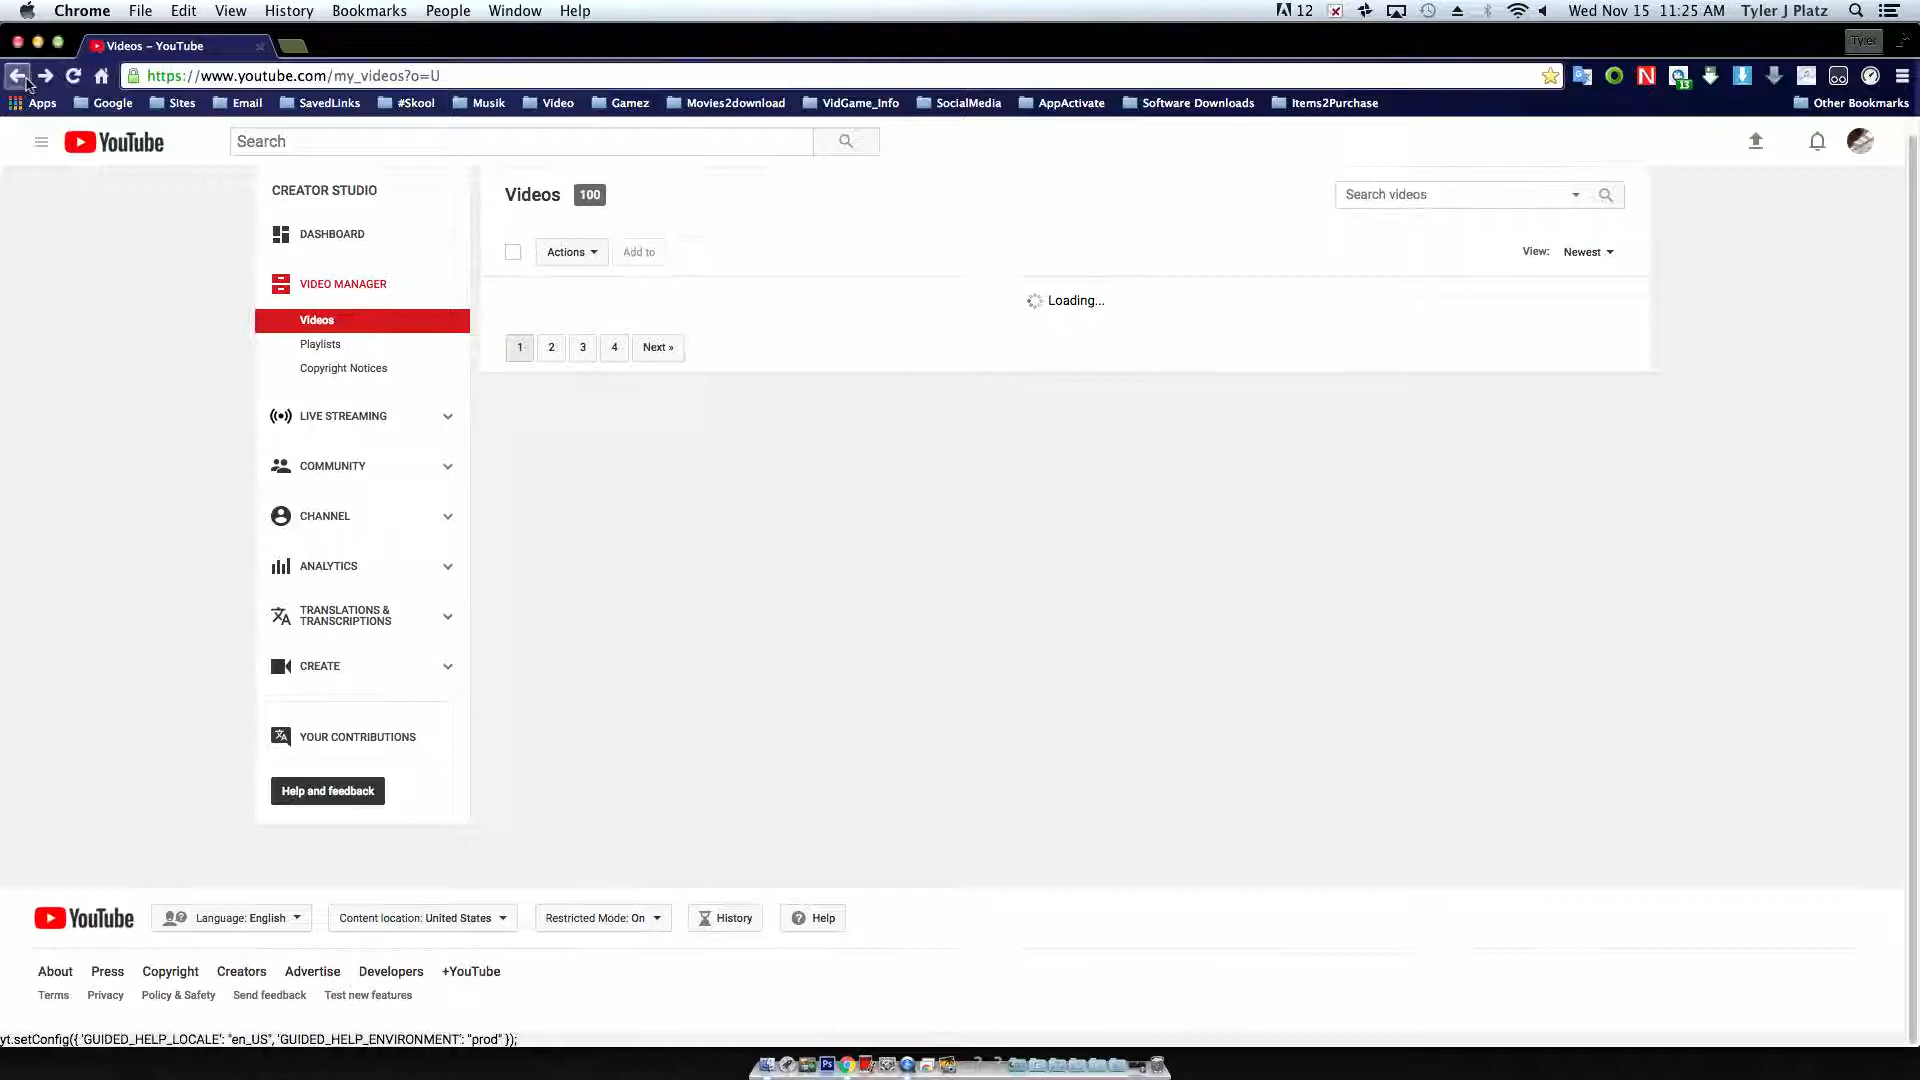 Chrome File Edit View History Bookmarks People Window Help 12 Wed Nov 15 11:25 AM Tyler J Platz
Videos – YouTube Tyler
https://www.youtube.com/my_videos?o=U 13
Apps Google Sites Email SavedLinks #Skool Musik Video Gamez Movies2download VidGame_Info SocialMedia AppActivate Software Downloads Items2Purchase Other Bookmarks
YouTube Search
CREATOR STUDIO
Videos 100 Search videos
DASHBOARD
Actions Add to View: Newest
VIDEO MANAGER
Loading...
Videos
Playlists
1 2 3 4 Next »
Copyright Notices
LIVE STREAMING
COMMUNITY
CHANNEL
ANALYTICS
TRANSLATIONS &
TRANSCRIPTIONS
CREATE
YOUR CONTRIBUTIONS
Help and feedback
YouTube Language: English Content location: United States Restricted Mode: On History Help
About Press Copyright Creators Advertise Developers +YouTube
Terms Privacy Policy & Safety Send feedback Test new features
yt.setConfig({ 'GUIDED_HELP_LOCALE': "en_US", 'GUIDED_HELP_ENVIRONMENT': "prod" });
Ps